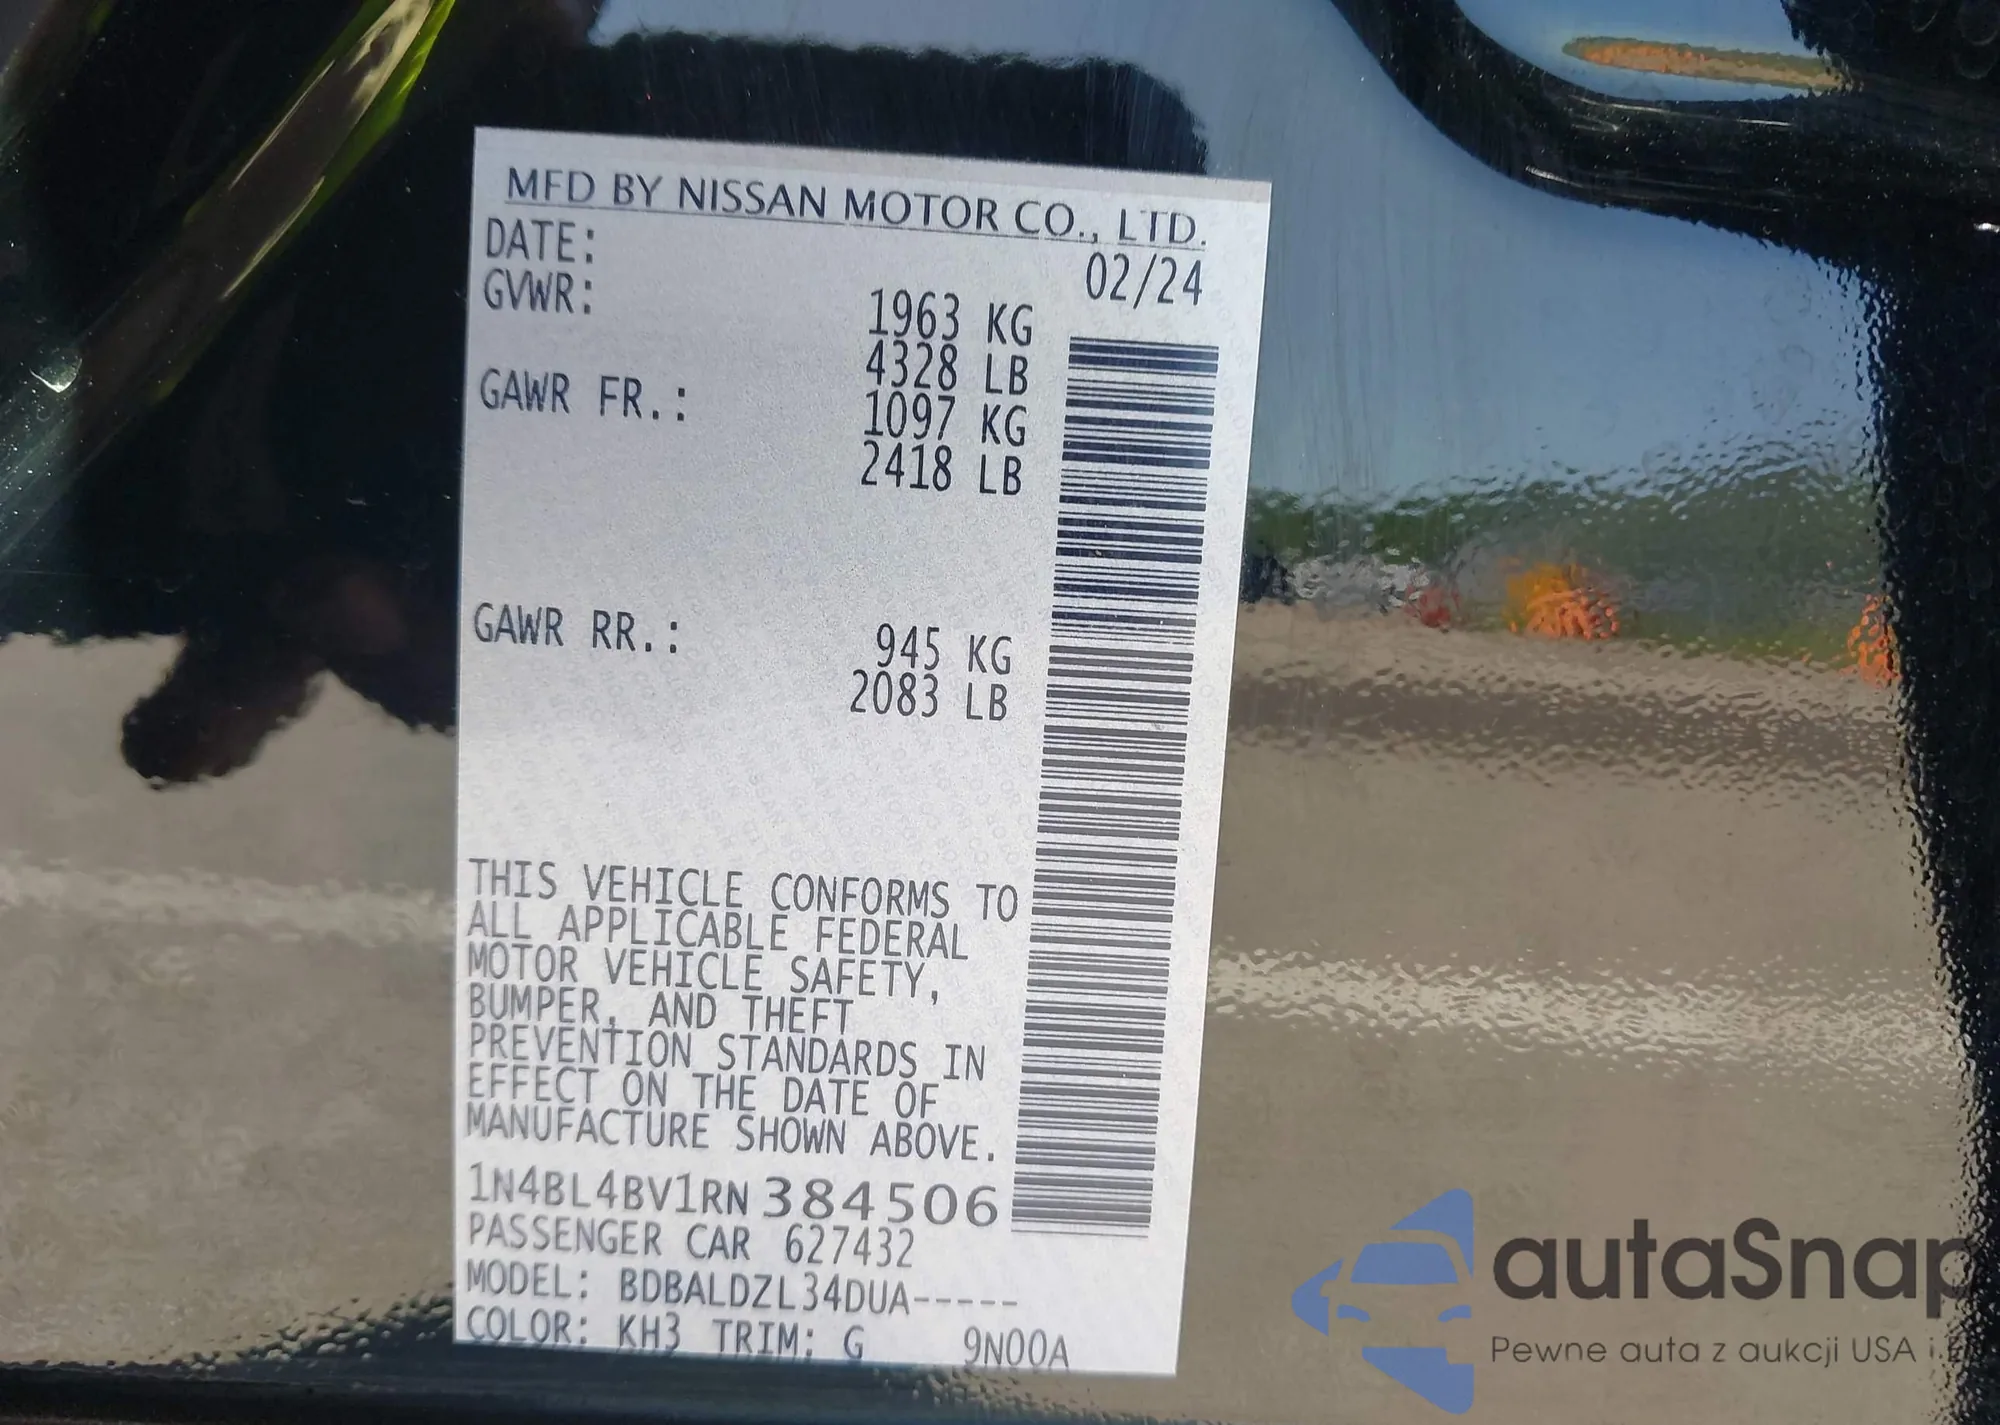 MFD BY NISSAN MOTOR CO., LTD.
DATE: 02/24
GVWR: 1963 KG
4328 LB
GAWR FR.: 1097 KG
2418 LB
GAWR RR.: 945 KG
2083 LB
THIS VEHICLE CONFORMS TO
ALL APPLICABLE FEDERAL
MOTOR VEHICLE SAFETY,
BUMPER, AND THEFT
PREVENTION STANDARDS IN
EFFECT ON THE DATE OF
MANUFACTURE SHOWN ABOVE.
1N4BL4BV1RN384506
PASSENGER CAR 627432
MODEL: BDBALDZL34DUA-----
COLOR: KH3 TRIM: G 9N00A
autaSnap
Pewne auta z aukcji USA i